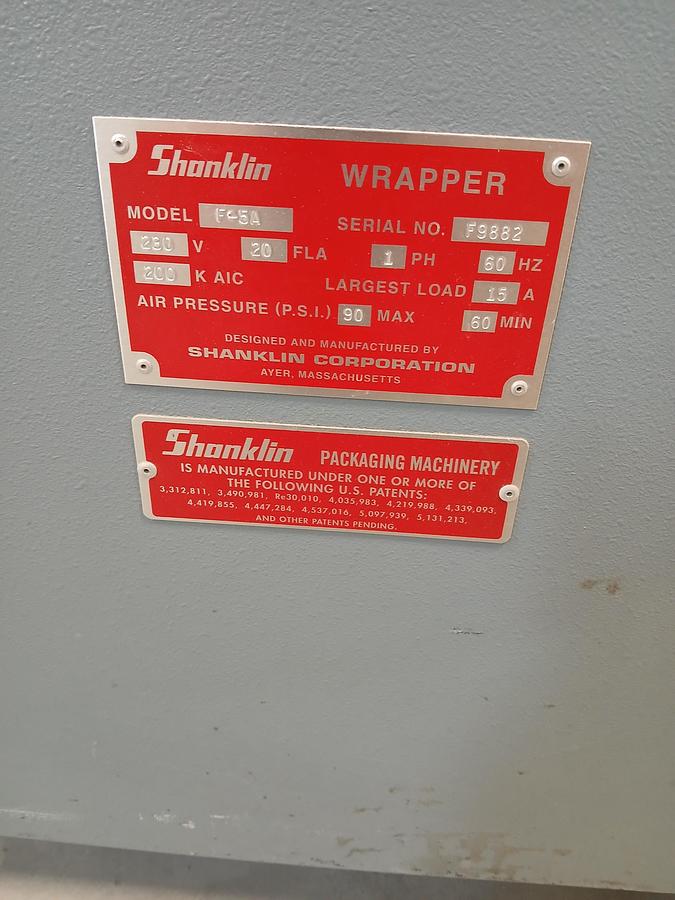 Shanklin WRAPPER
MODEL F-5A SERIAL NO. F9882
230 V 20 FLA 1 PH 60 HZ
200 K AIC LARGEST LOAD 15 A
AIR PRESSURE (P.S.I.) 90 MAX 60 MIN
DESIGNED AND MANUFACTURED BY
SHANKLIN CORPORATION
AYER, MASSACHUSETTS
Shanklin PACKAGING MACHINERY
IS MANUFACTURED UNDER ONE OR MORE OF
THE FOLLOWING U.S. PATENTS:
3,312,811, 3,490,981, Re30,010, 4,035,983, 4,219,988, 4,339,093,
4,419,855, 4,447,284, 4,537,016, 5,097,939, 5,131,213,
AND OTHER PATENTS PENDING.